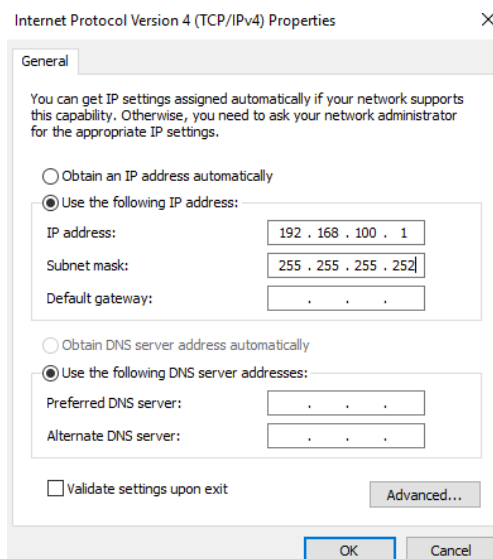 Internet Protocol Version 4 (TCP/IPv4) Properties
General
You can get IP settings assigned automatically if your network supports
this capability. Otherwise, you need to ask your network administrator
for the appropriate IP settings.
Obtain an IP address automatically
Use the following IP address:
IP address: 192 . 168 . 100 . 1
Subnet mask: 255 . 255 . 255 . 252
Default gateway: . . .
Obtain DNS server address automatically
Use the following DNS server addresses:
Preferred DNS server: . . .
Alternate DNS server: . . .
Validate settings upon exit
Advanced...
OK Cancel